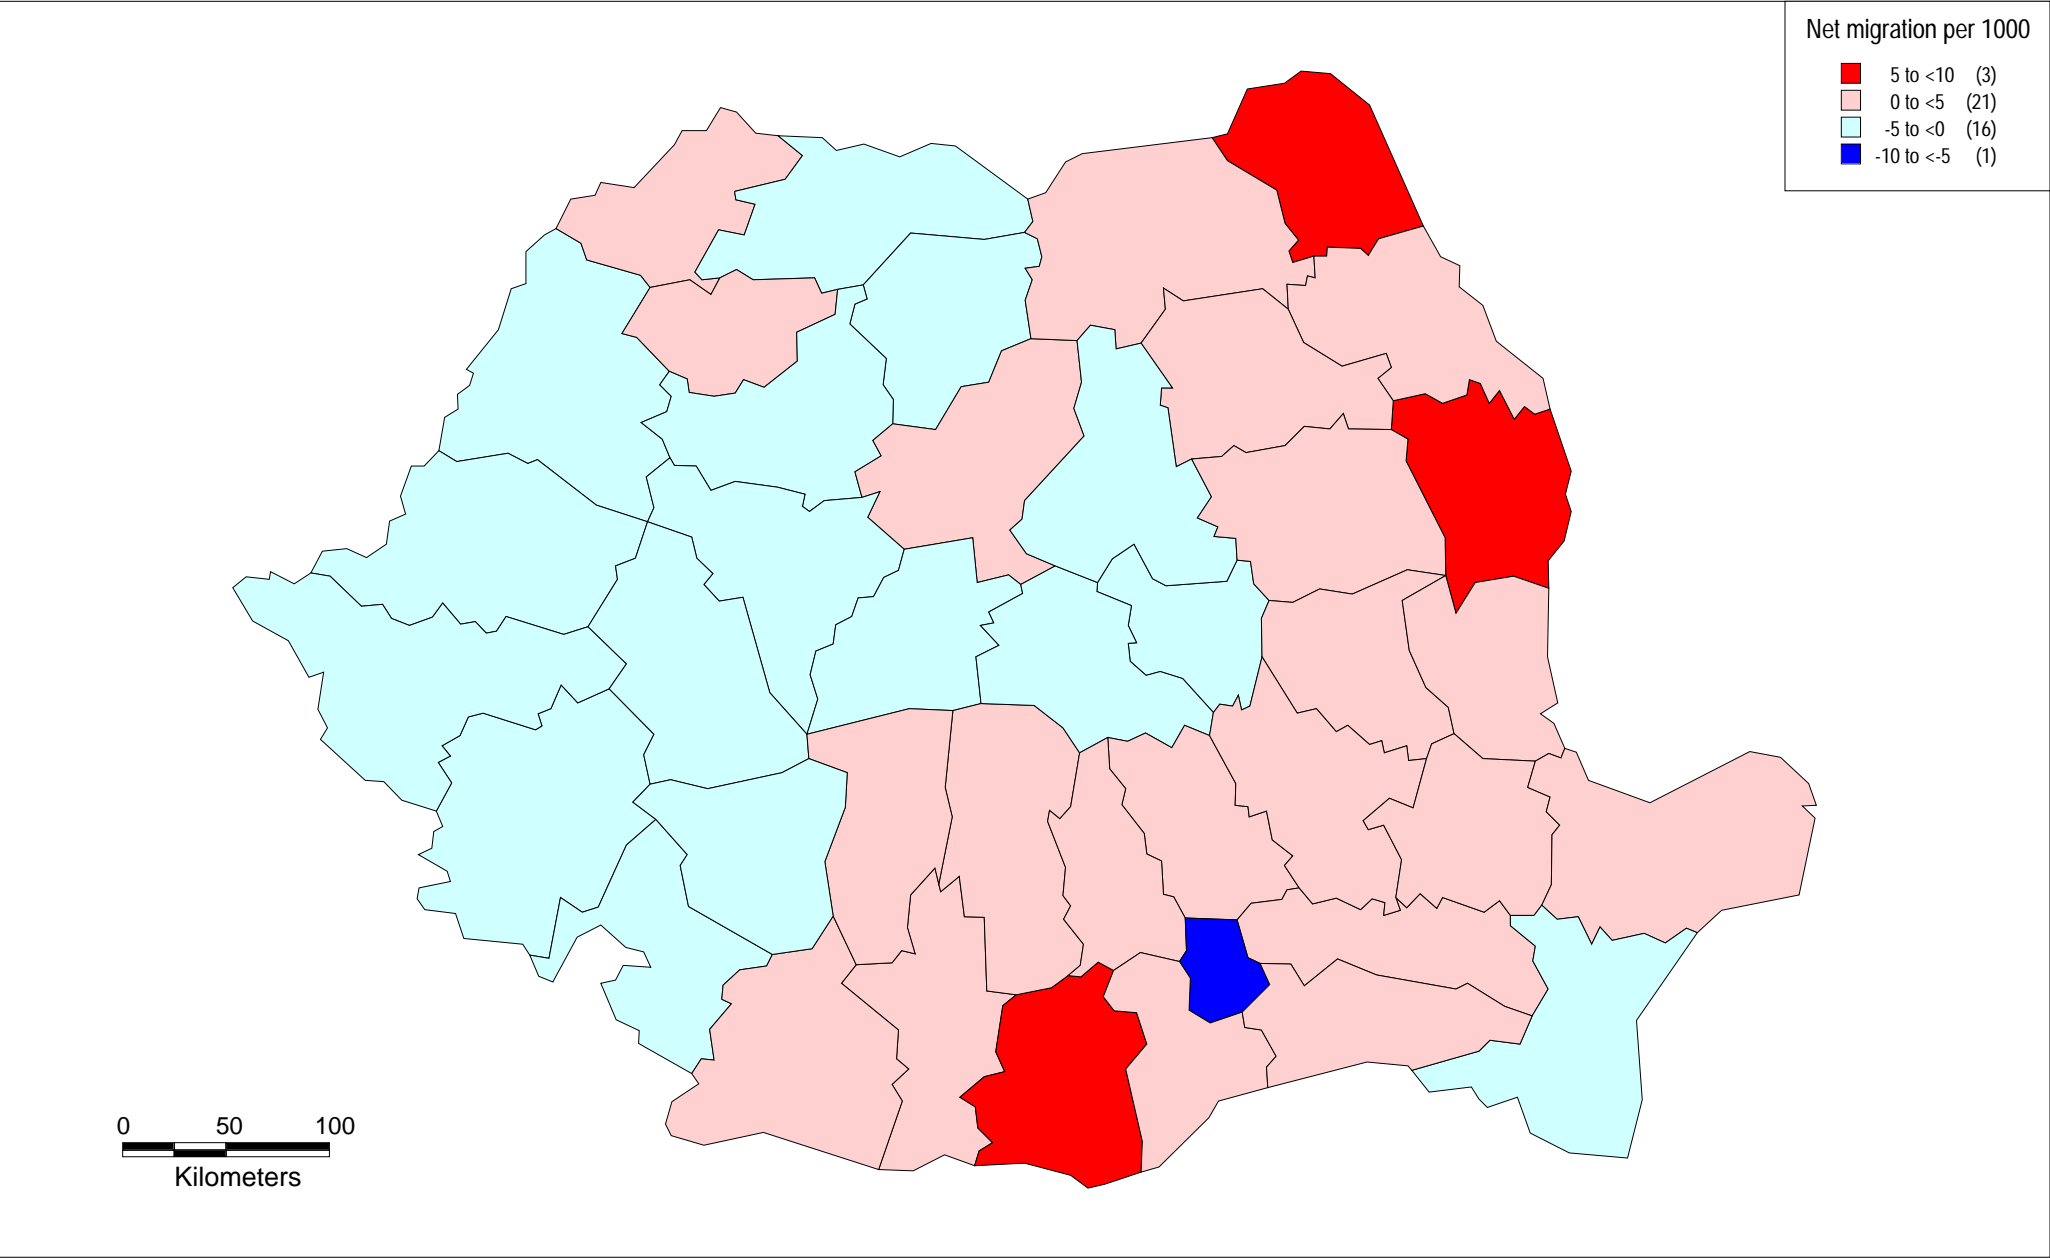 Net migration per 1000
5 to <10 (3)
0 to <5 (21)
-5 to <0 (16)
-10 to <-5 (1)
0 50 100
Kilometers